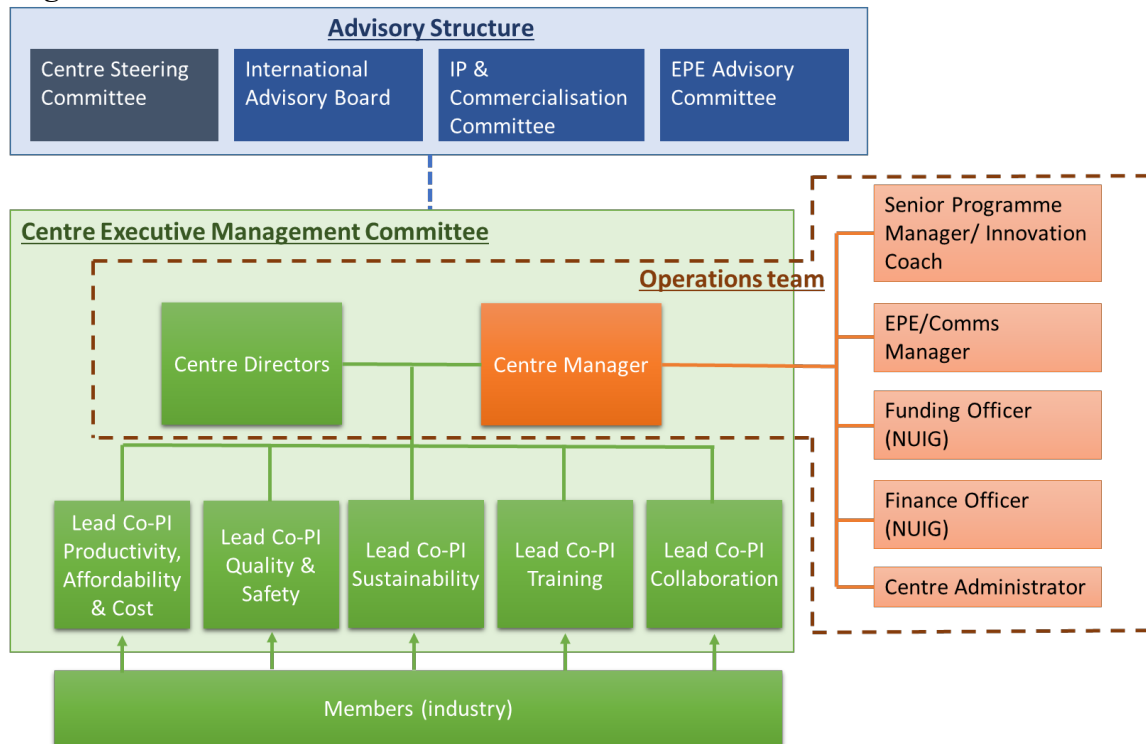 Advisory Structure
Centre Steering
Committee
International
Advisory Board
IP &
Commercialisation
Committee
EPE Advisory
Committee
Centre Executive Management Committee
Operations team
Centre Directors
Centre Manager
Senior Programme
Manager/ Innovation
Coach
EPE/Comms
Manager
Funding Officer
(NUIG)
Finance Officer
(NUIG)
Centre Administrator
Lead Co-PI
Productivity,
Affordability
& Cost
Lead Co-PI
Quality &
Safety
Lead Co-PI
Sustainability
Lead Co-PI
Training
Lead Co-PI
Collaboration
Members (industry)